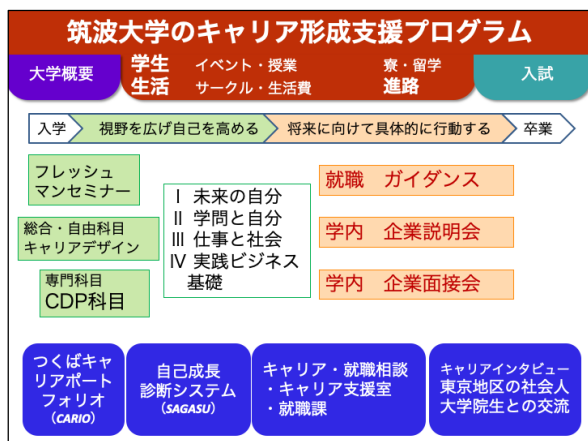 筑波大学のキャリア形成支援プログラム
大学概要
学生
生活
イベント・授業
サークル・生活費
寮・留学
進路
入試
入学
視野を広げ自己を高める
将来に向けて具体的に行動する
卒業
フレッシュ
マンセミナー
総合・自由科目
キャリアデザイン
専門科目
CDP科目
Ⅰ 未来の自分
Ⅱ 学問と自分
Ⅲ 仕事と社会
Ⅳ 実践ビジネス
基礎
就職 ガイダンス
学内 企業説明会
学内 企業面接会
つくばキャ
リアポート
フォリオ
(CARIO)
自己成長
診断システム
(SAGASU)
キャリア・就職相談
・キャリア支援室
・就職課
キャリアインタビュー
東京地区の社会人
大学院生との交流